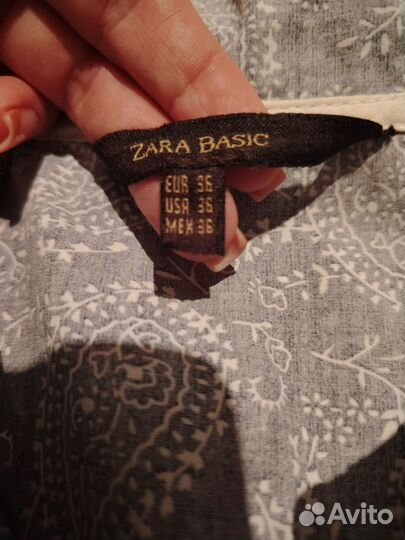 ZARA BASIC
EUR 36
USA 36
MEX 36
Avito